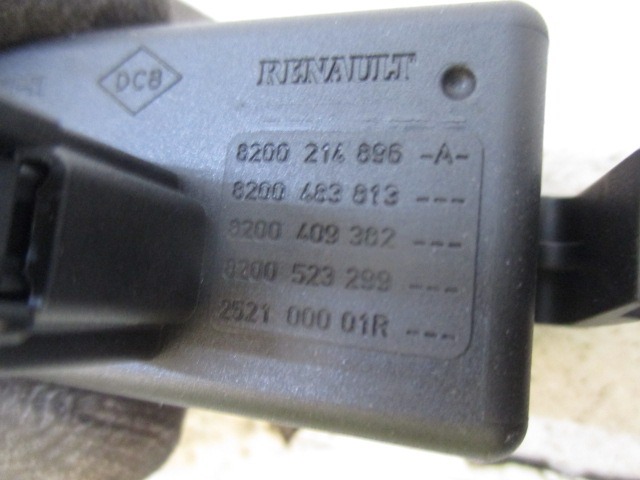 DCB
RENAULT
8200 214 896 -A-
8200 483 813 ---
8200 409 382 ---
8200 523 299 ---
2521 000 01R ---